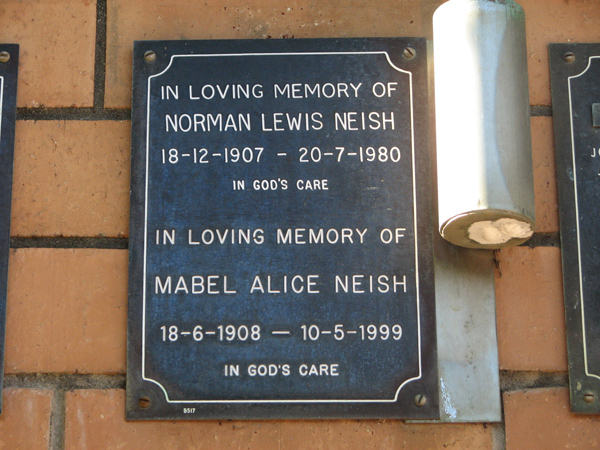 IN LOVING MEMORY OF
NORMAN LEWIS NEISH
18-12-1907 - 20-7-1980
IN GOD'S CARE
IN LOVING MEMORY OF
MABEL ALICE NEISH
18-6-1908 — 10-5-1999
IN GOD'S CARE
B517